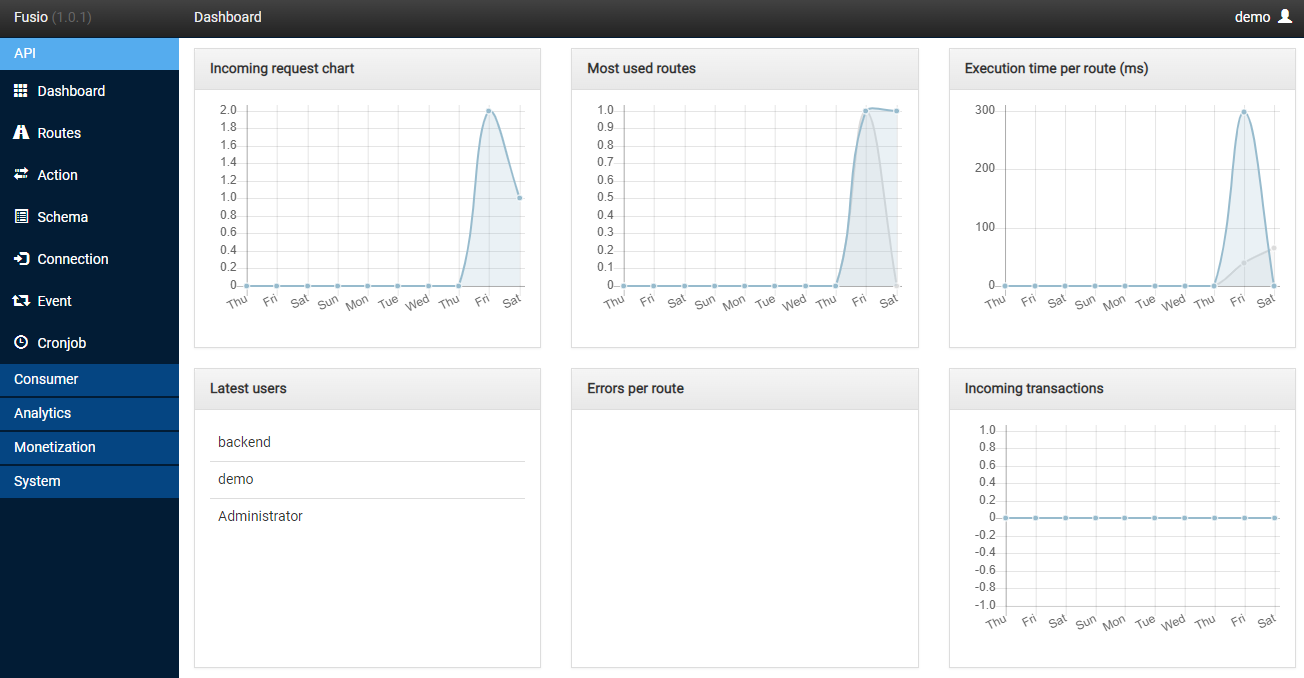 Fusio (1.0.1)
Dashboard
demo
API
Dashboard
Routes
Action
Schema
Connection
Event
Cronjob
Consumer
Analytics
Monetization
System
Incoming request chart
2.0
1.8
1.6
1.4
1.2
1.0
0.8
0.6
0.4
0.2
0
Thu Fri Sat Sun Mon Tue Wed Thu Fri Sat
Most used routes
1.0
0.9
0.8
0.7
0.6
0.5
0.4
0.3
0.2
0.1
0
Thu Fri Sat Sun Mon Tue Wed Thu Fri Sat
Execution time per route (ms)
300
200
100
0
Thu Fri Sat Sun Mon Tue Wed Thu Fri Sat
Latest users
backend
demo
Administrator
Errors per route
Incoming transactions
1.0
0.8
0.6
0.4
0.2
0
-0.2
-0.4
-0.6
-0.8
-1.0
Thu Fri Sat Sun Mon Tue Wed Thu Fri Sat